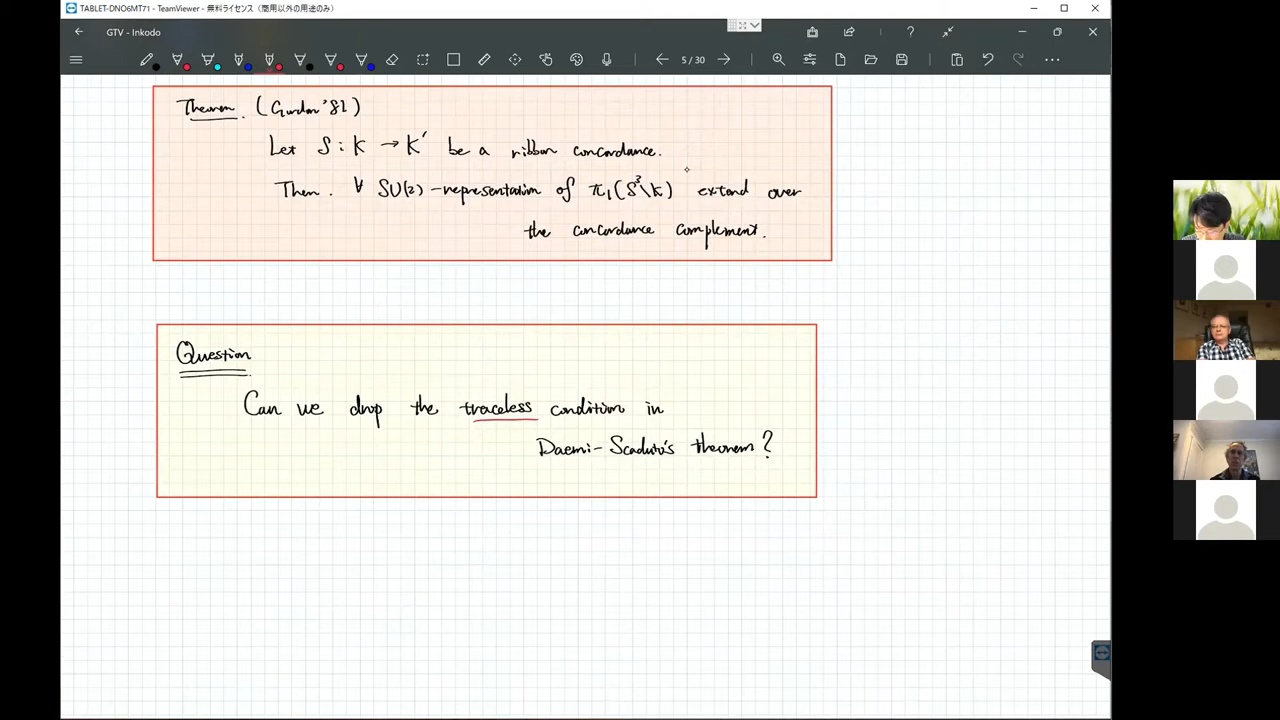 TABLET-DNO6MT71 - TeamViewer - 無料ライセンス (商用以外の用途のみ)
GTV - Inkodo
5 / 30
Theorem. (Gordon '81)
Let S : K → K′ be a ribbon concordance.
Then. ∀ SU(2)-representation of π₁(S³\K) extend over
the concordance complement.
Question
Can we drop the traceless condition in
Daemi-Scaduto's theorem?